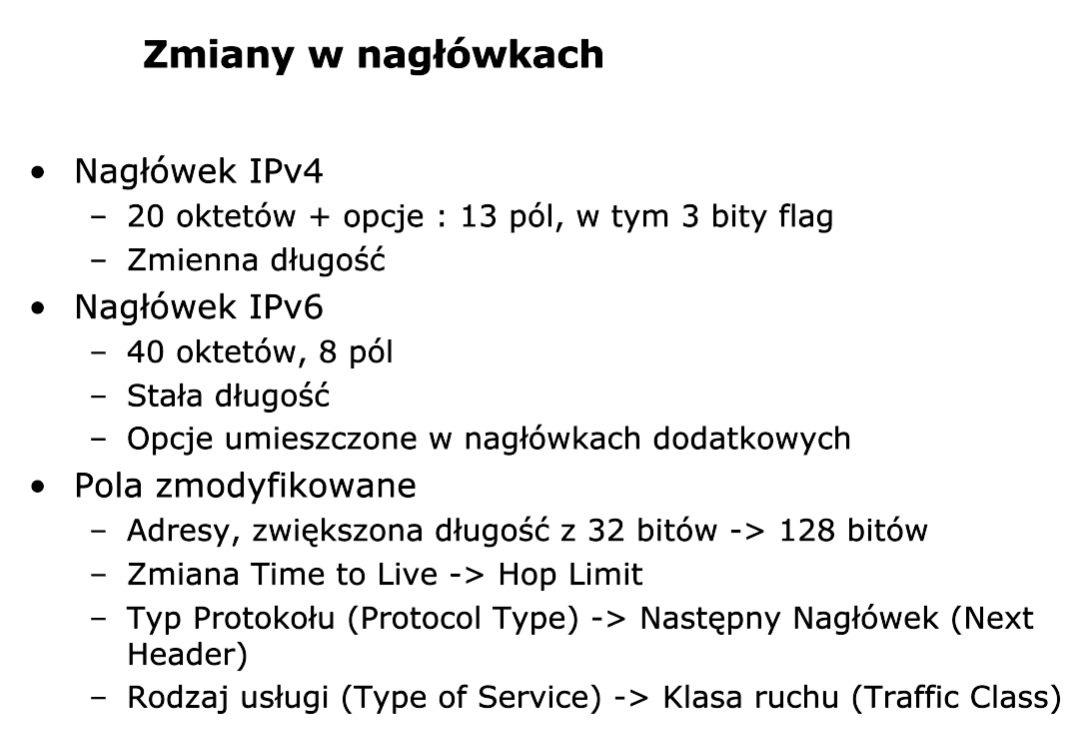 Zmiany w nagłówkach
• Nagłówek IPv4
– 20 oktetów + opcje : 13 pól, w tym 3 bity flag
– Zmienna długość
• Nagłówek IPv6
– 40 oktetów, 8 pól
– Stała długość
– Opcje umieszczone w nagłówkach dodatkowych
• Pola zmodyfikowane
– Adresy, zwiększona długość z 32 bitów -> 128 bitów
– Zmiana Time to Live -> Hop Limit
– Typ Protokołu (Protocol Type) -> Następny Nagłówek (Next
Header)
– Rodzaj usługi (Type of Service) -> Klasa ruchu (Traffic Class)